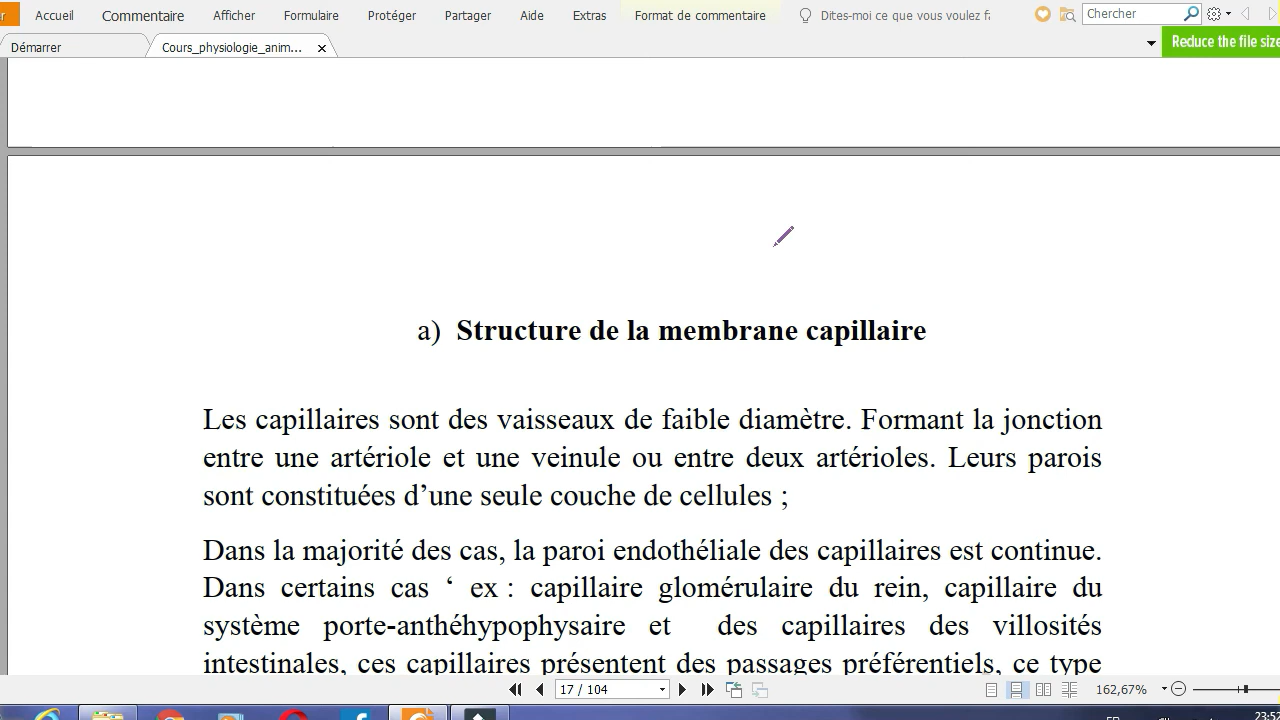 r Accueil Commentaire Afficher Formulaire Protéger Partager Aide Extras Format de commentaire Dites-moi ce que vous voulez fa Chercher
Démarrer Cours_physiologie_anim... Reduce the file size
a) Structure de la membrane capillaire
Les capillaires sont des vaisseaux de faible diamètre. Formant la jonction
entre une artériole et une veinule ou entre deux artérioles. Leurs parois
sont constituées d’une seule couche de cellules ;
Dans la majorité des cas, la paroi endothéliale des capillaires est continue.
Dans certains cas ‘ ex : capillaire glomérulaire du rein, capillaire du
système porte-anthéhypophysaire et des capillaires des villosités
intestinales, ces capillaires présentent des passages préférentiels, ce type
17 / 104 162,67%
FR 23:52